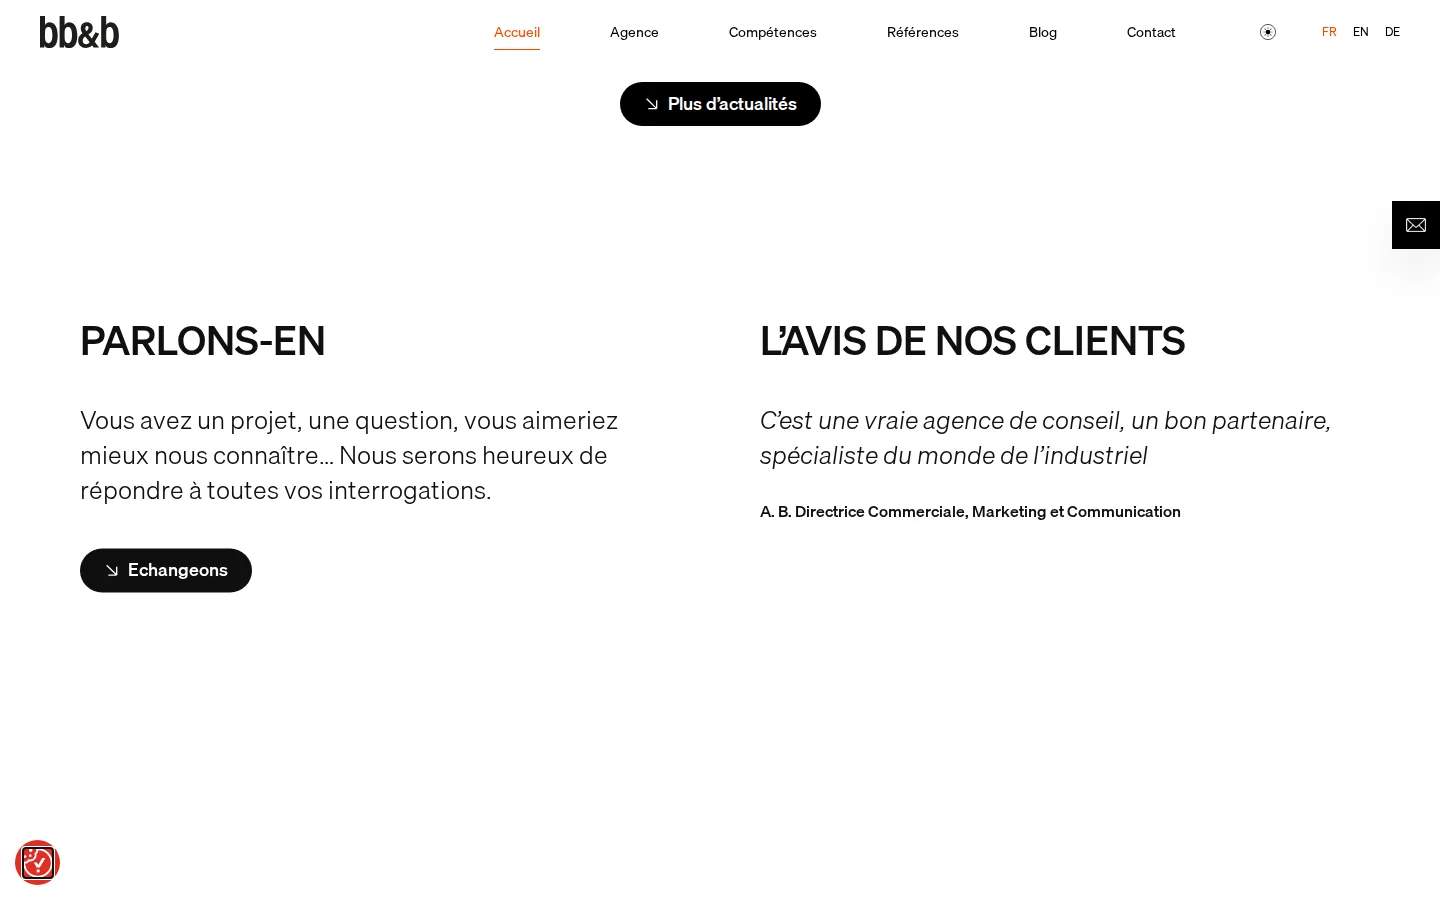 bb&b
Accueil
Agence
Compétences
Références
Blog
Contact
FR
EN
DE
Plus d’actualités
PARLONS-EN
Vous avez un projet, une question, vous aimeriez
mieux nous connaître… Nous serons heureux de
répondre à toutes vos interrogations.
Echangeons
L’AVIS DE NOS CLIENTS
C’est une vraie agence de conseil, un bon partenaire,
spécialiste du monde de l’industriel
A. B. Directrice Commerciale, Marketing et Communication